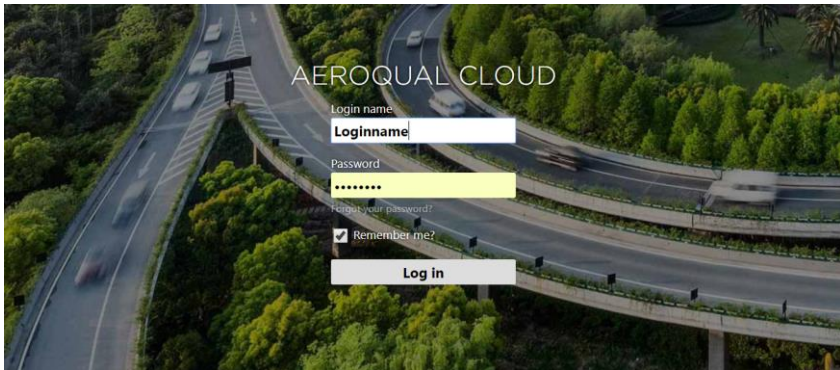 AEROQUAL CLOUD
Login name
Loginname
Password
••••••••
Forgot your password?
Remember me?
Log in